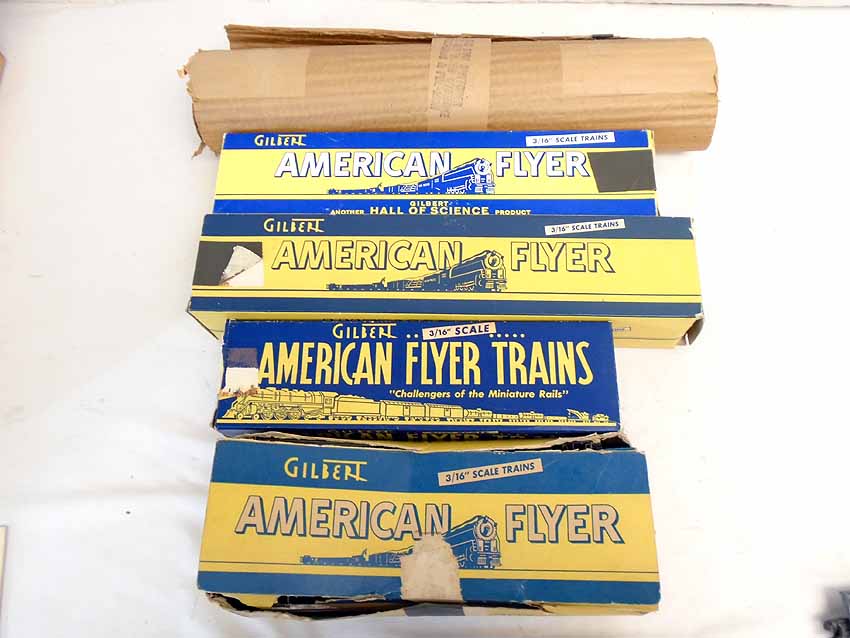 GILBERT
3/16" SCALE TRAINS
AMERICAN FLYER
GILBERT
ANOTHER HALL OF SCIENCE PRODUCT
GILBERT
3/16" SCALE TRAINS
AMERICAN FLYER
GILBERT
3/16" SCALE
AMERICAN FLYER TRAINS
"Challengers of the Miniature Rails"
AN FLYER
GILBERT
3/16" SCALE TRAINS
AMERICAN FLYER